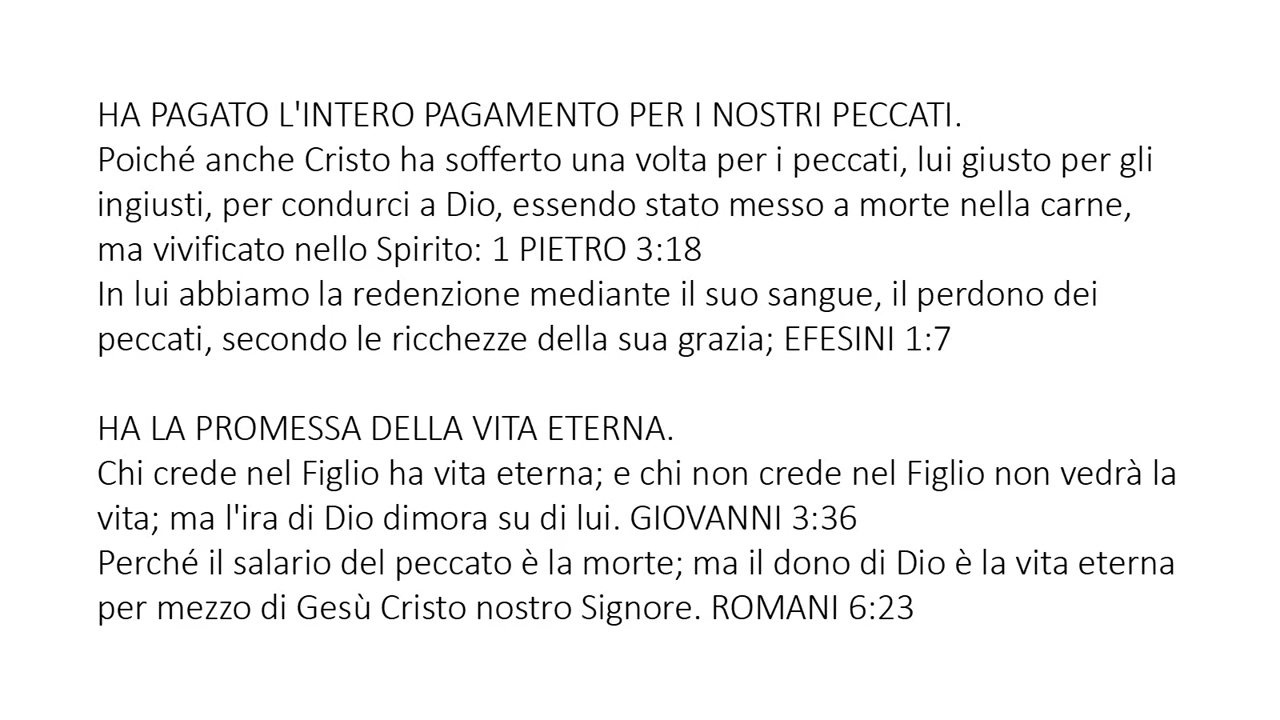 HA PAGATO L'INTERO PAGAMENTO PER I NOSTRI PECCATI.
Poiché anche Cristo ha sofferto una volta per i peccati, lui giusto per gli
ingiusti, per condurci a Dio, essendo stato messo a morte nella carne,
ma vivificato nello Spirito: 1 PIETRO 3:18
In lui abbiamo la redenzione mediante il suo sangue, il perdono dei
peccati, secondo le ricchezze della sua grazia; EFESINI 1:7
HA LA PROMESSA DELLA VITA ETERNA.
Chi crede nel Figlio ha vita eterna; e chi non crede nel Figlio non vedrà la
vita; ma l'ira di Dio dimora su di lui. GIOVANNI 3:36
Perché il salario del peccato è la morte; ma il dono di Dio è la vita eterna
per mezzo di Gesù Cristo nostro Signore. ROMANI 6:23